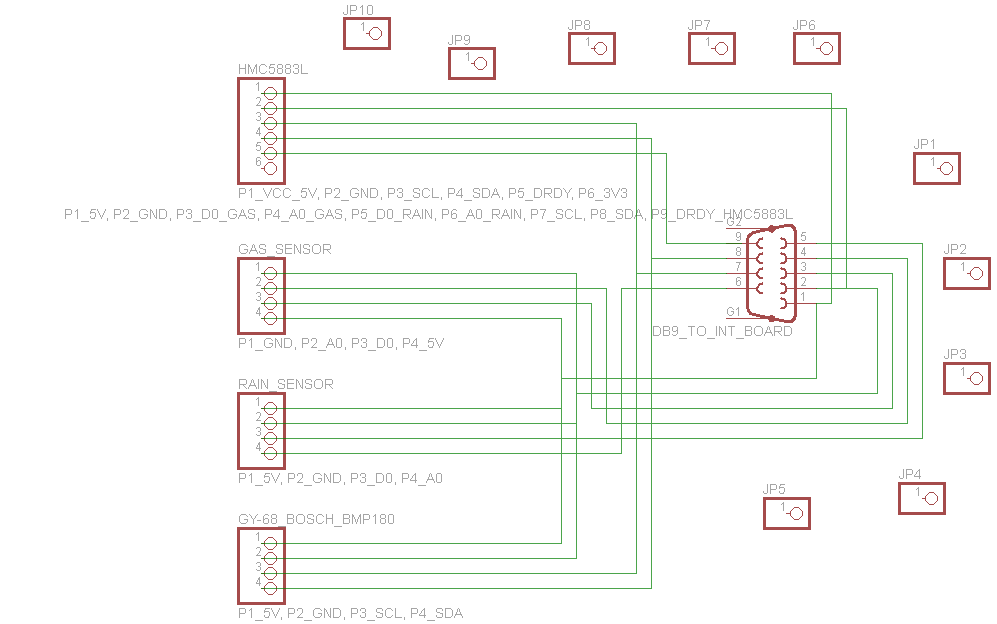 JP10
JP9
JP8
JP7
JP6
HMC5883L
1
2
3
4
5
6
P1_VCC_5V, P2_GND, P3_SCL, P4_SDA, P5_DRDY, P6_3V3
JP1
1
P1_5V, P2_GND, P3_D0_GAS, P4_A0_GAS, P5_D0_RAIN, P6_A0_RAIN, P7_SCL, P8_SDA, P9_DRDY_HMC5883L
G2
9
8
7
6
G1
5
4
3
2
1
DB9_TO_INT_BOARD
GAS_SENSOR
1
2
3
4
P1_GND, P2_A0, P3_D0, P4_5V
JP2
1
JP3
1
RAIN_SENSOR
1
2
3
4
P1_5V, P2_GND, P3_D0, P4_A0
JP4
1
JP5
1
GY-68_BOSCH_BMP180
1
2
3
4
P1_5V, P2_GND, P3_SCL, P4_SDA
1
1
1
1
1